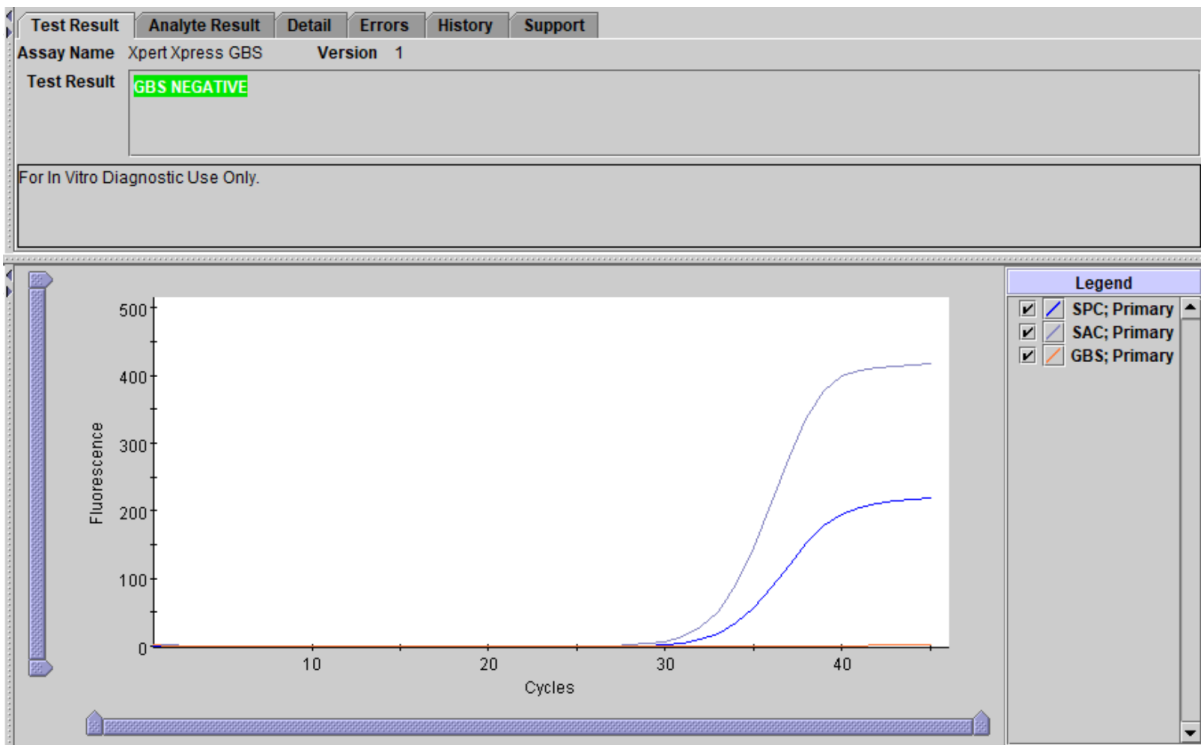 Test Result Analyte Result Detail Errors History Support
Assay Name Xpert Xpress GBS Version 1
Test Result GBS NEGATIVE
For In Vitro Diagnostic Use Only.
Legend
SPC; Primary
SAC; Primary
GBS; Primary
500
400
300
200
100
0
Fluorescence
10 20 30 40
Cycles